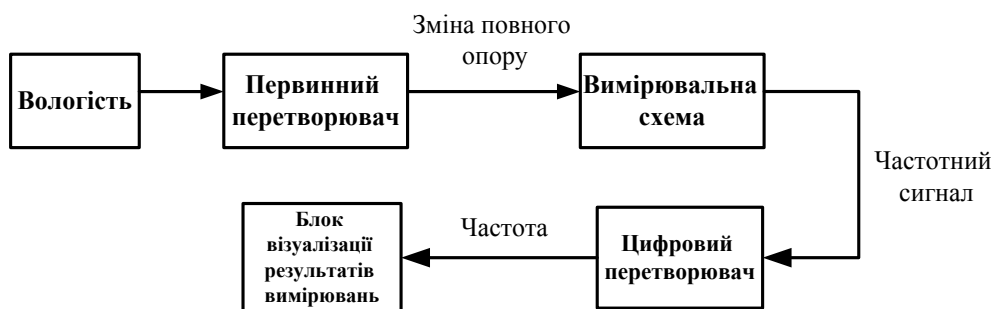 Вологість
Первинний
перетворювач
Зміна повного
опору
Вимірювальна
схема
Частотний
сигнал
Цифровий
перетворювач
Частота
Блок
візуалізації
результатів
вимірювань